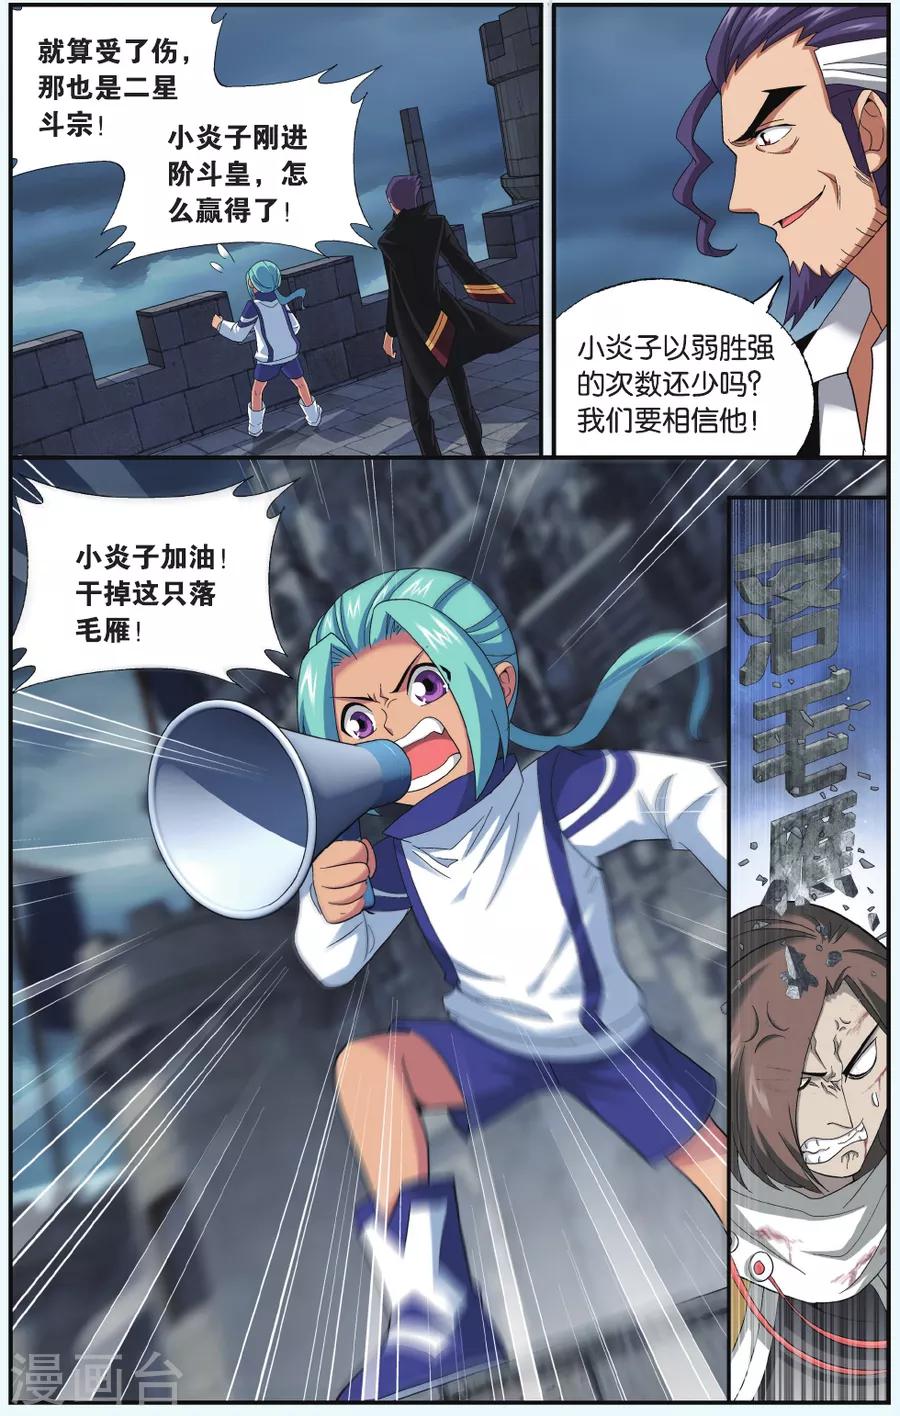 就算受了伤，
那也是二星
斗宗！
小炎子刚进
阶斗皇，怎
么赢得了！
小炎子以弱胜强
的次数还少吗？
我们要相信他！
小炎子加油！
干掉这只落
毛雁！
落
毛
雁
漫画台